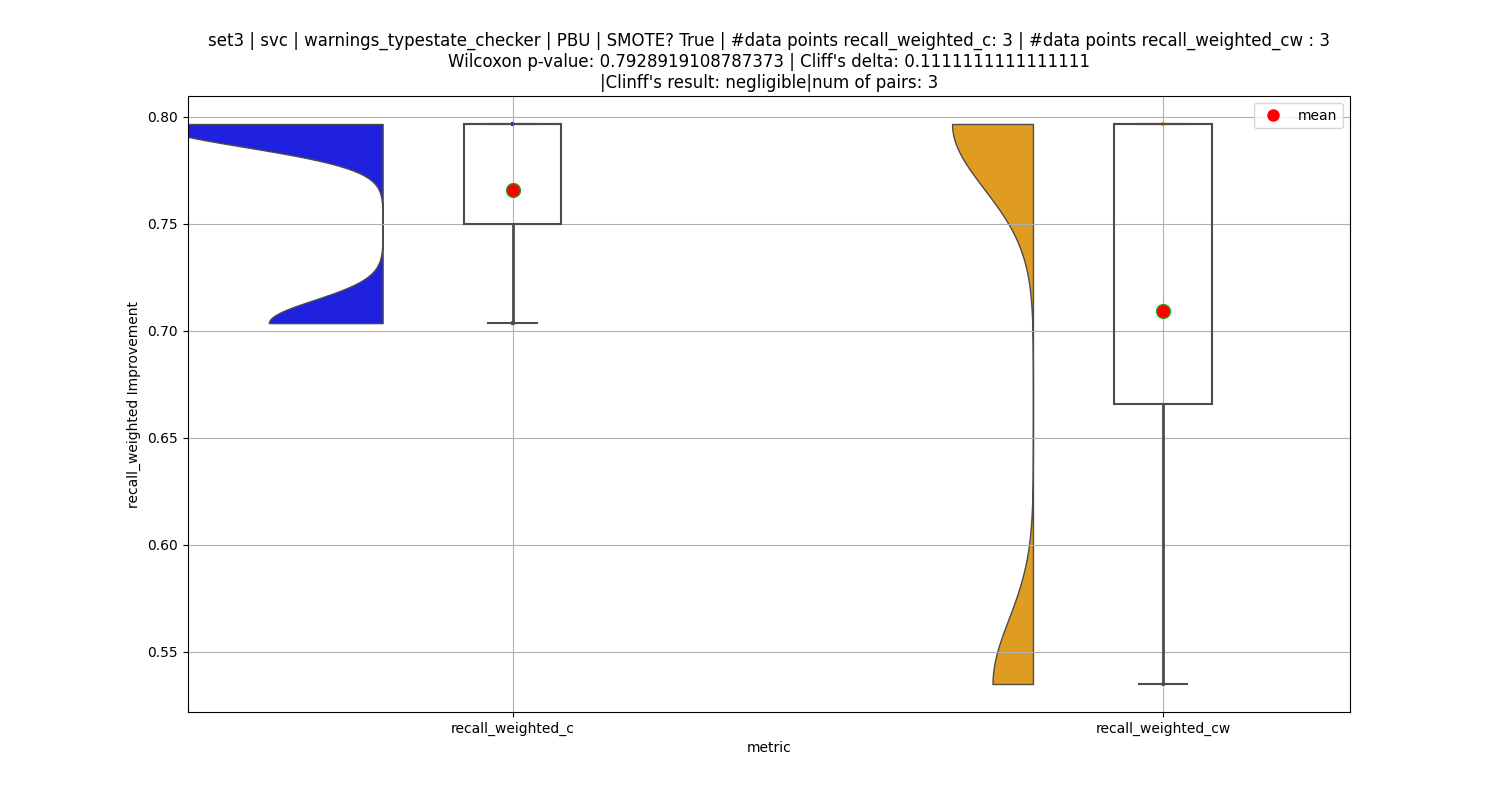 set3 | svc | warnings_typestate_checker | PBU | SMOTE? True | #data points recall_weighted_c: 3 | #data points recall_weighted_cw : 3
Wilcoxon p-value: 0.7928919108787373 | Cliff's delta: 0.1111111111111111
|Clinff's result: negligible|num of pairs: 3
mean
0.80
0.75
0.70
0.65
0.60
0.55
recall_weighted Improvement
recall_weighted_c
recall_weighted_cw
metric